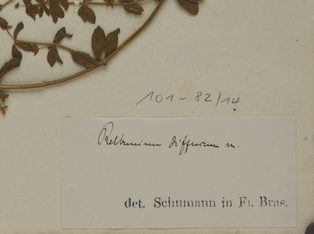 101-82/14
Relbunium diffusum m.
det. Schumann in Fl. Bras.